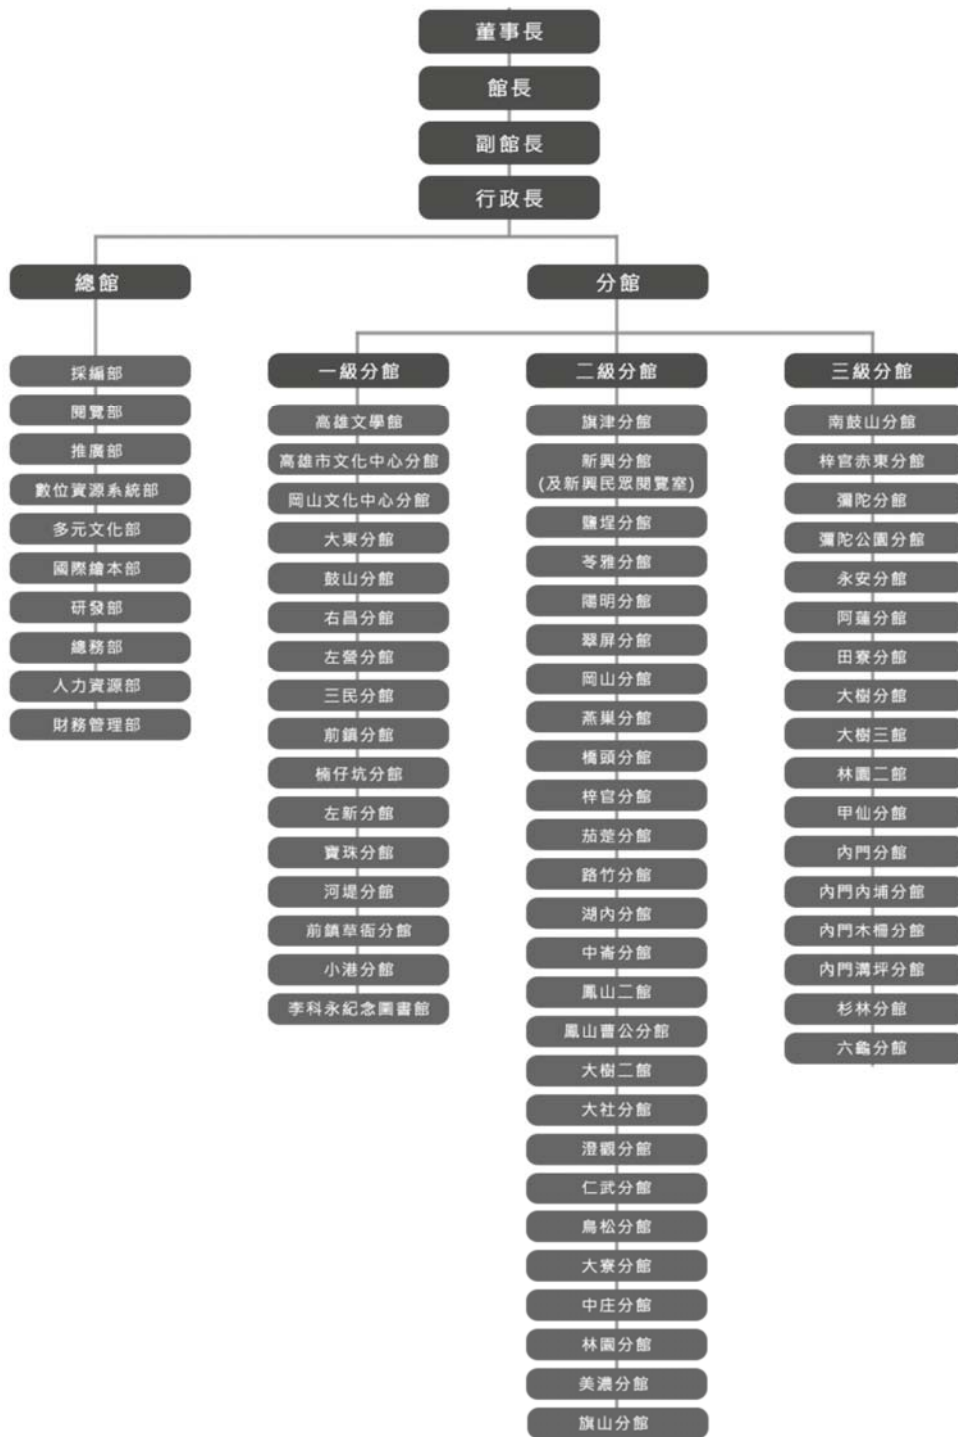 董事長
館長
副館長
行政長
總館
採編部
閱覽部
推廣部
數位資源系統部
多元文化部
國際繪本部
研發部
總務部
人力資源部
財務管理部
分館
一級分館
高雄文學館
高雄市文化中心分館
岡山文化中心分館
大東分館
鼓山分館
右昌分館
左營分館
三民分館
前鎮分館
楠仔坑分館
左新分館
寶珠分館
河堤分館
前鎮草衙分館
小港分館
李科永紀念圖書館
二級分館
旗津分館
新興分館
(及新興民眾閱覽室)
鹽埕分館
苓雅分館
陽明分館
翠屏分館
岡山分館
燕巢分館
橋頭分館
梓官分館
茄萣分館
路竹分館
湖內分館
中崙分館
鳳山二館
鳳山曹公分館
大樹二館
大社分館
澄觀分館
仁武分館
鳥松分館
大寮分館
中庄分館
林園分館
美濃分館
旗山分館
三級分館
南鼓山分館
梓官赤東分館
彌陀分館
彌陀公園分館
永安分館
阿蓮分館
田寮分館
大樹分館
大樹三館
林園二館
甲仙分館
內門分館
內門內埔分館
內門木柵分館
內門溝坪分館
杉林分館
六龜分館